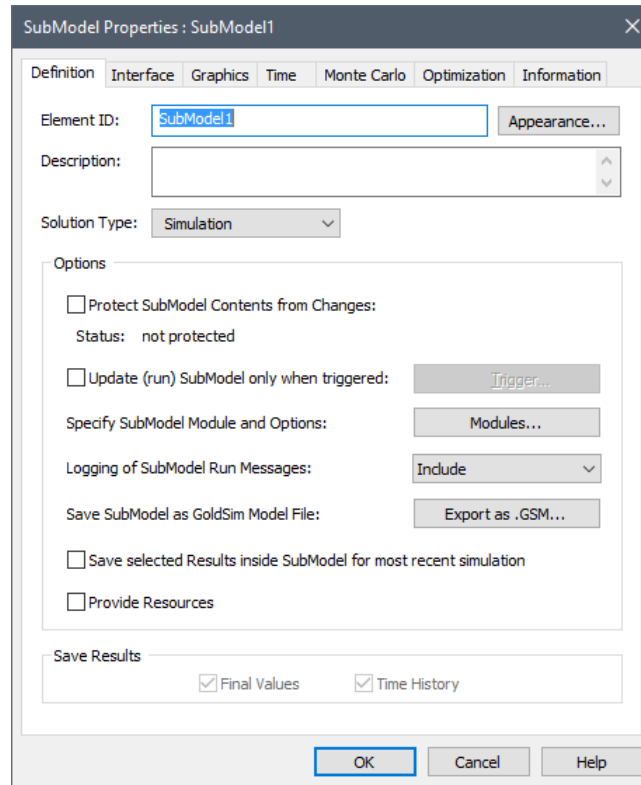 SubModel Properties : SubModel1
Definition Interface Graphics Time Monte Carlo Optimization Information
Element ID: SubModel1 Appearance...
Description:
Solution Type: Simulation
Options
Protect SubModel Contents from Changes:
Status: not protected
Update (run) SubModel only when triggered: Trigger...
Specify SubModel Module and Options: Modules...
Logging of SubModel Run Messages: Include
Save SubModel as GoldSim Model File: Export as .GSM...
Save selected Results inside SubModel for most recent simulation
Provide Resources
Save Results
Final Values Time History
OK Cancel Help